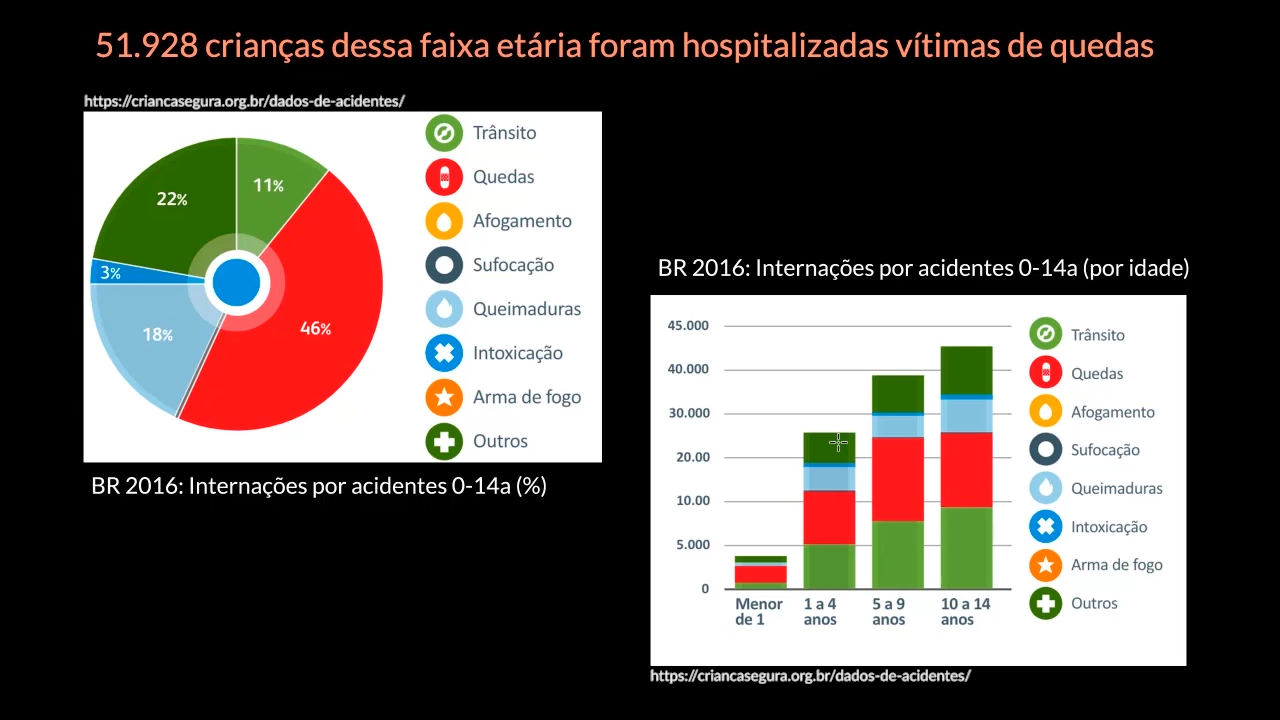 51.928 crianças dessa faixa etária foram hospitalizadas vítimas de quedas
https://criancasegura.org.br/dados-de-acidentes/
22%
11%
3%
18%
46%
Trânsito
Quedas
Afogamento
Sufocação
Queimaduras
Intoxicação
Arma de fogo
Outros
BR 2016: Internações por acidentes 0-14a (%)
BR 2016: Internações por acidentes 0-14a (por idade)
45.000
40.000
30.000
20.00
10.00
5.000
0
Menor de 1
1 a 4 anos
5 a 9 anos
10 a 14 anos
Trânsito
Quedas
Afogamento
Sufocação
Queimaduras
Intoxicação
Arma de fogo
Outros
https://criancasegura.org.br/dados-de-acidentes/